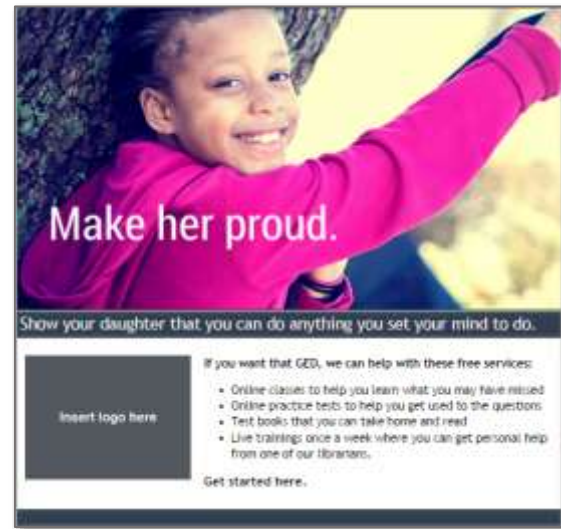 Make her proud.
Show your daughter that you can do anything you set your mind to do.
Insert logo here
If you want that GED, we can help with these free services:
• Online classes to help you learn what you may have missed
• Online practice tests to help you get used to the questions
• Test books that you can take home and read
• Live trainings once a week where you can get personal help
from one of our librarians.
Get started here.